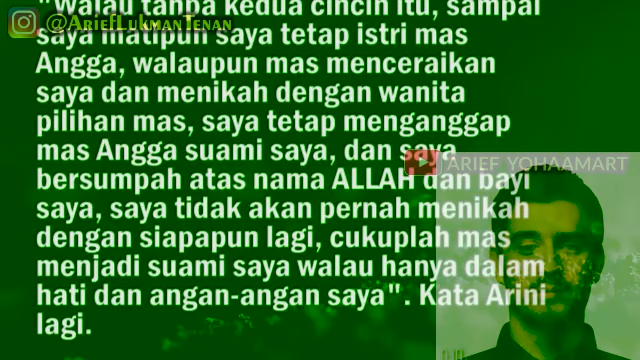 "Walau tanpa kedua cincin itu, sampai
@AriefLukmanTenan
saya matipun saya tetap istri mas
Angga, walaupun mas menceraikan
saya dan menikah dengan wanita
pilihan mas, saya tetap menganggap
mas Angga suami saya, dan saya
ARIEF YOHAAMART
bersumpah atas nama ALLAH dan bayi
saya, saya tidak akan pernah menikah
dengan siapapun lagi, cukuplah mas
menjadi suami saya walau hanya dalam
hati dan angan-angan saya". Kata Arini
lagi.